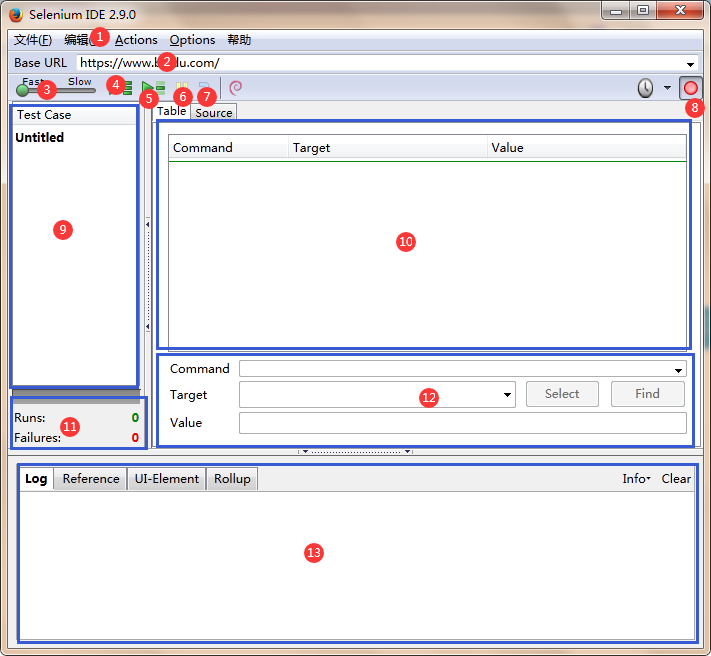 Selenium IDE 2.9.0
文件(F) 编辑 1 Actions Options 帮助
Base URL https://www. 2 du.com/
Fast Slow
3 4 5 6 7 8
Test Case Table Source
Untitled
Command Target Value
9
10
Command
Target 12 Select Find
Value
Runs: 0
11
Failures: 0
Log Reference UI-Element Rollup Info Clear
13